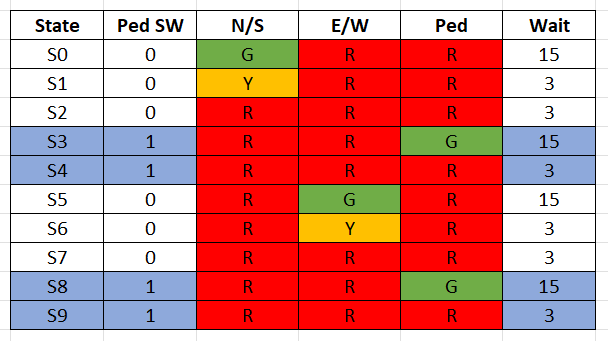 State Ped SW N/S E/W Ped Wait
S0 0 G R R 15
S1 0 Y R R 3
S2 0 R R R 3
S3 1 R R G 15
S4 1 R R R 3
S5 0 R G R 15
S6 0 R Y R 3
S7 0 R R R 3
S8 1 R R G 15
S9 1 R R R 3